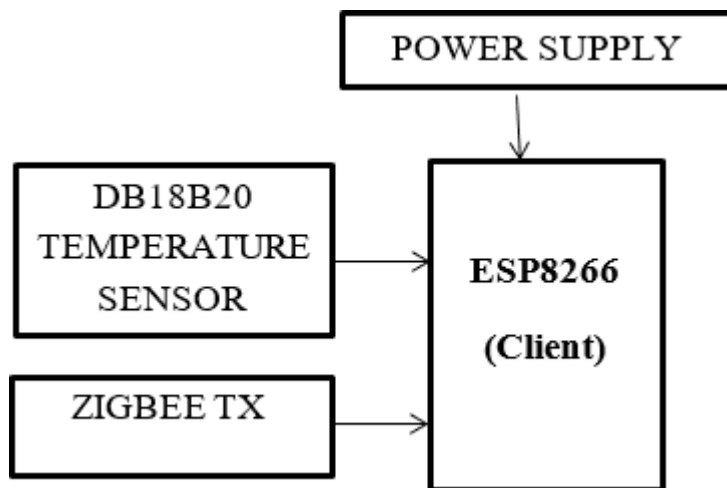 POWER SUPPLY
DB18B20
TEMPERATURE
SENSOR
ESP8266
(Client)
ZIGBEE TX